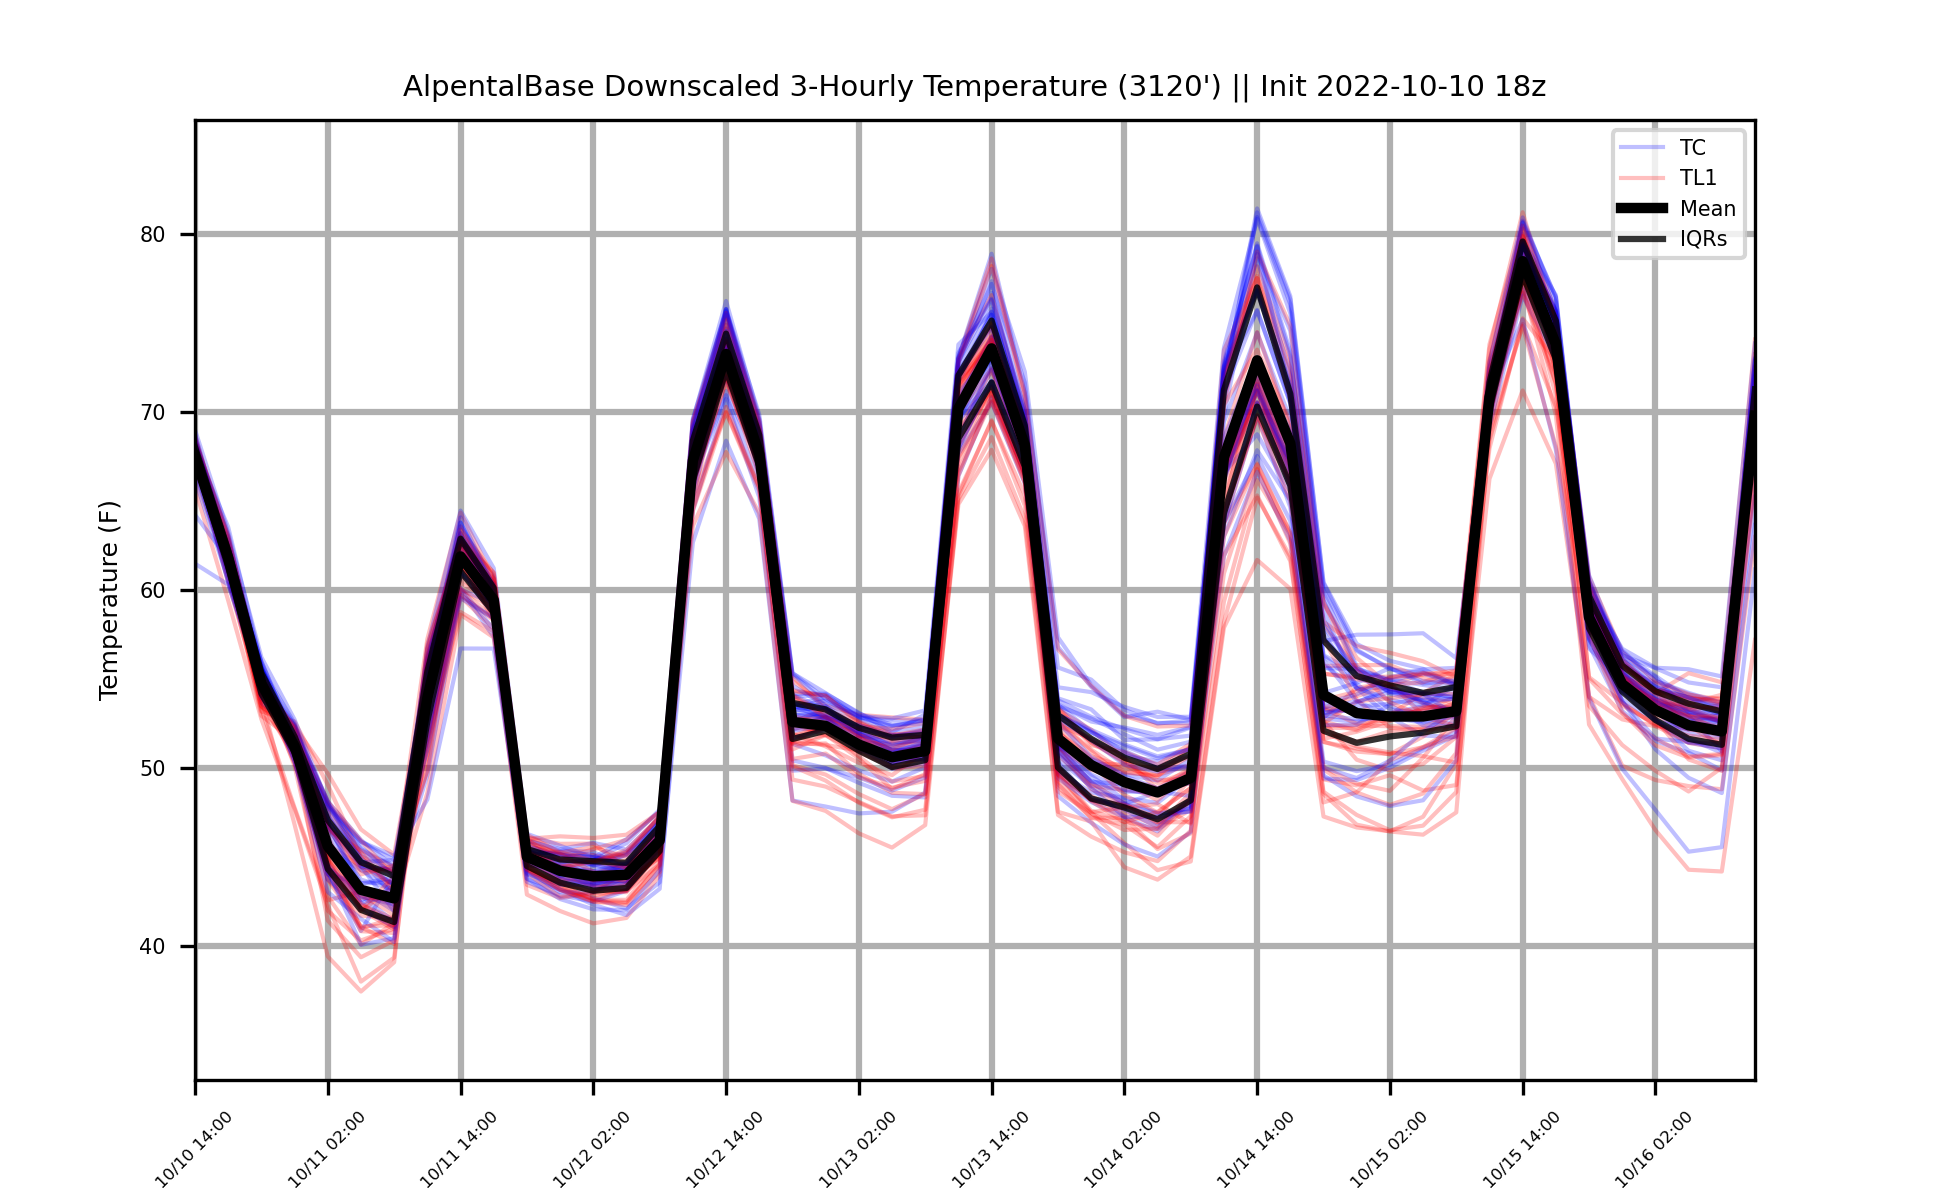 AlpentalBase Downscaled 3-Hourly Temperature (3120') || Init 2022-10-10 18z
TC
TL1
Mean
IQRs
Temperature (F)
80
70
60
50
40
10/10 14:00
10/11 02:00
10/11 14:00
10/12 02:00
10/12 14:00
10/13 02:00
10/13 14:00
10/14 02:00
10/14 14:00
10/15 02:00
10/15 14:00
10/16 02:00